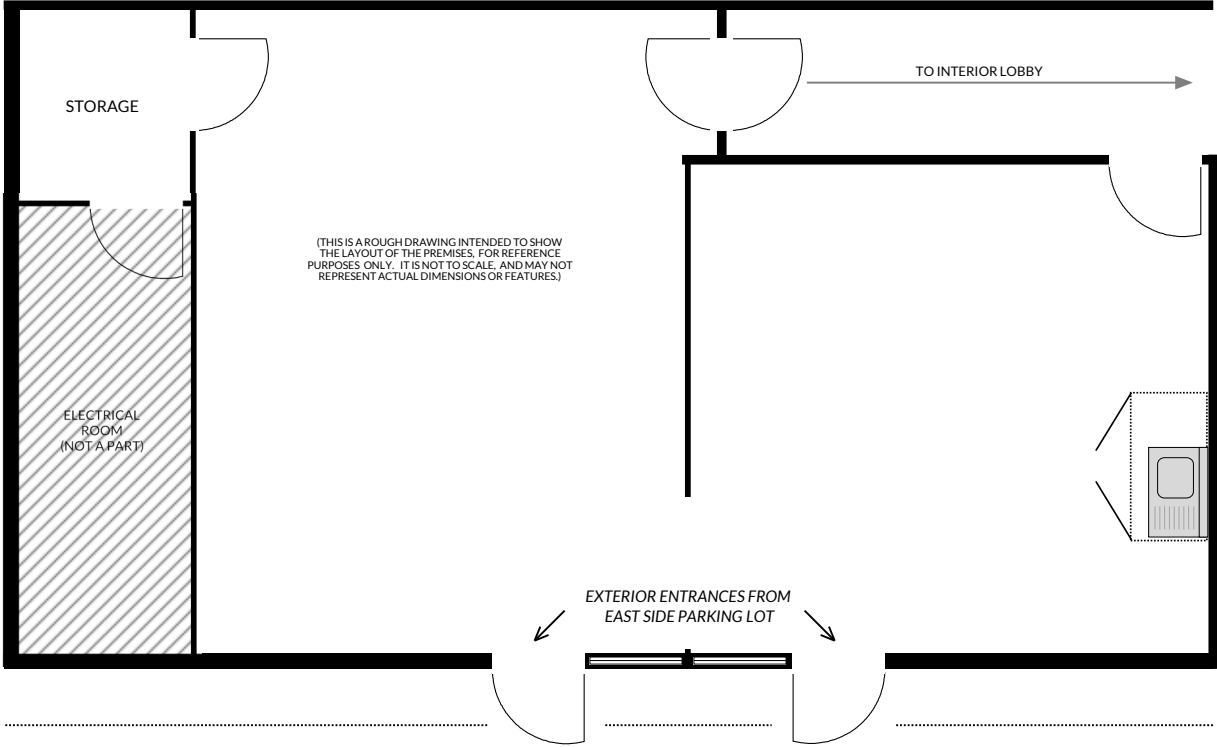 TO INTERIOR LOBBY
STORAGE
(THIS IS A ROUGH DRAWING INTENDED TO SHOW
THE LAYOUT OF THE PREMISES, FOR REFERENCE
PURPOSES ONLY. IT IS NOT TO SCALE, AND MAY NOT
REPRESENT ACTUAL DIMENSIONS OR FEATURES.)
ELECTRICAL
ROOM
(NOT A PART)
EXTERIOR ENTRANCES FROM
EAST SIDE PARKING LOT